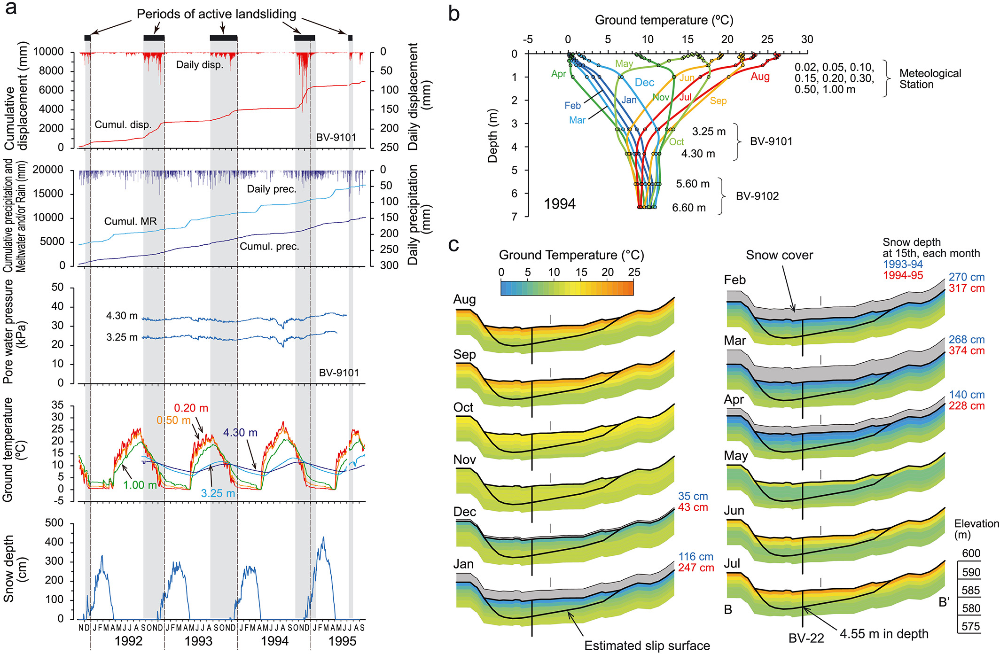 a
Periods of active landsliding
Cumulative
displacement (mm)
10000
8000
6000
4000
2000
0
Daily disp.
Cumul. disp.
BV-9101
0
50
100
150
200
250
Daily displacement
(mm)
Cumulative precipitation and
Meltwater and/or Rain (mm)
20000
15000
10000
5000
0
Daily prec.
Cumul. MR
Cumul. prec.
0
50
100
150
200
250
300
Daily precipitation
(mm)
Pore water pressure
(kPa)
50
40
30
20
10
0
4.30 m
3.25 m
BV-9101
Ground temperature
(ºC)
35
30
25
20
15
10
5
0
-5
0.20 m
0.50 m
4.30 m
1.00 m
3.25 m
Snow depth
(cm)
500
400
300
200
100
0
N D J F M A M J J A S O N D J F M A M J J A S O N D J F M A M J J A S O N D J F M A M J J A S
1992 1993 1994 1995
b
Ground temperature (ºC)
-5 0 5 10 15 20 25 30
Depth (m)
0
1
2
3
4
5
6
7
Apr
May
Dec
Jun
Aug
Feb
Jan
Nov
Jul
Sep
Mar
Oct
0.02, 0.05, 0.10,
0.15, 0.20, 0.30,
0.50, 1.00 m
Meteological
Station
3.25 m
4.30 m
BV-9101
5.60 m
6.60 m
BV-9102
1994
c
Ground Temperature (°C)
0 5 10 15 20 25
Aug
Sep
Oct
Nov
Dec
35 cm
43 cm
Jan
116 cm
247 cm
Estimated slip surface
Snow cover
Snow depth
at 15th, each month
1993-94
1994-95
Feb
270 cm
317 cm
Mar
268 cm
374 cm
Apr
140 cm
228 cm
May
Jun
Jul
B
B’
BV-22
4.55 m in depth
Elevation
(m)
600
590
585
580
575